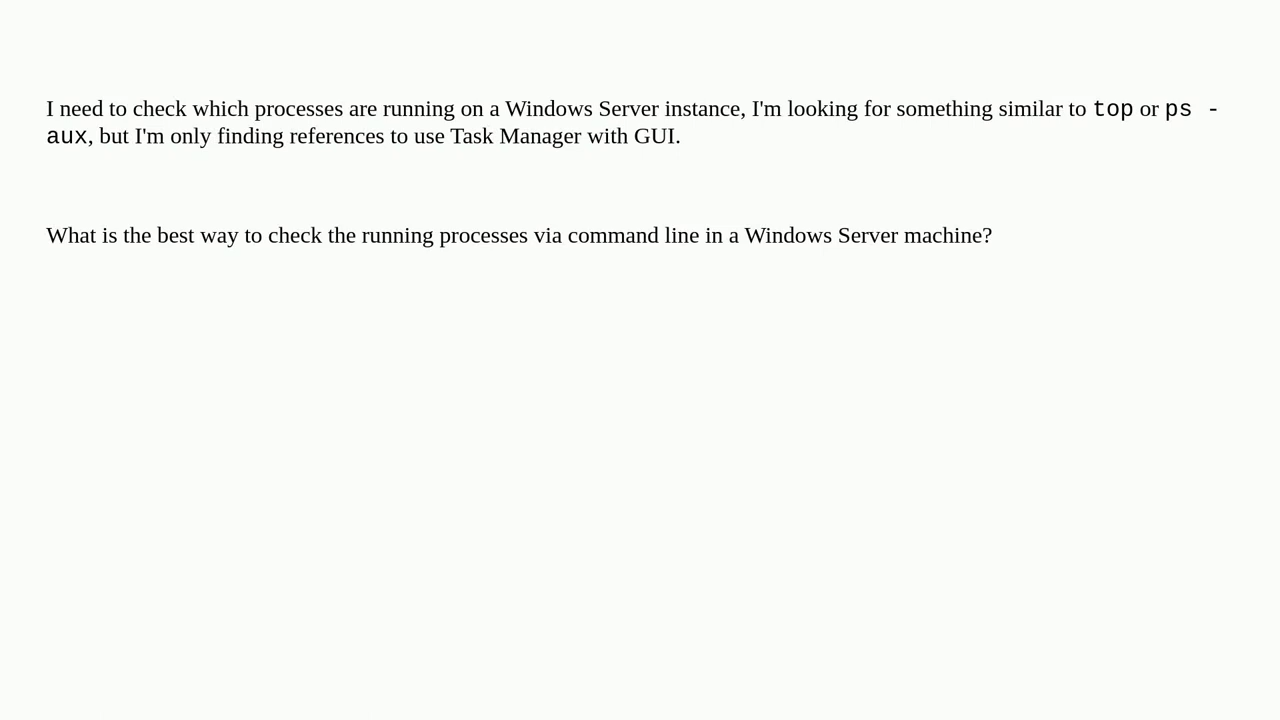 I need to check which processes are running on a Windows Server instance, I'm looking for something similar to top or ps -
aux, but I'm only finding references to use Task Manager with GUI.
What is the best way to check the running processes via command line in a Windows Server machine?